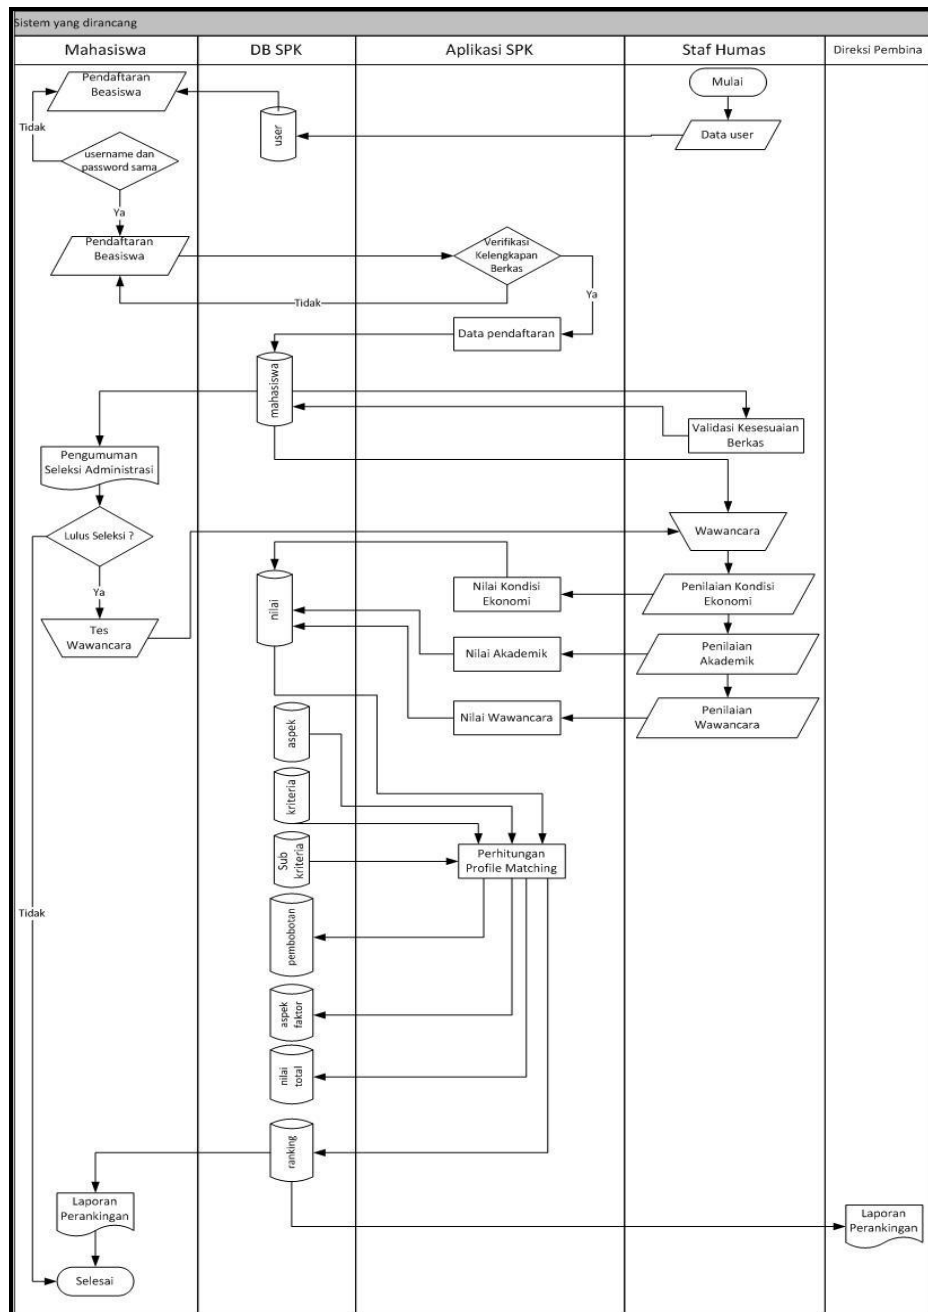 Sistem yang dirancang
Mahasiswa
DB SPK
Aplikasi SPK
Staf Humas
Direksi Pembina
Pendaftaran
Beasiswa
Mulai
user
Data user
Tidak
username dan
password sama
Ya
Pendaftaran
Beasiswa
Verifikasi
Kelengkapan
Berkas
Tidak
Ya
Data pendaftaran
mahasiswa
Validasi Kesesuaian
Berkas
Pengumuman
Seleksi Administrasi
Lulus Seleksi ?
Wawancara
Ya
nilai
Nilai Kondisi
Ekonomi
Penilaian Kondisi
Ekonomi
Tes
Wawancara
Nilai Akademik
Penilaian
Akademik
Nilai Wawancara
Penilaian
Wawancara
aspek
kriteria
Sub
kriteria
Perhitungan
Profile Matching
Tidak
pembobotan
aspek
faktor
nilai
total
ranking
Laporan
Perankingan
Laporan
Perankingan
Selesai